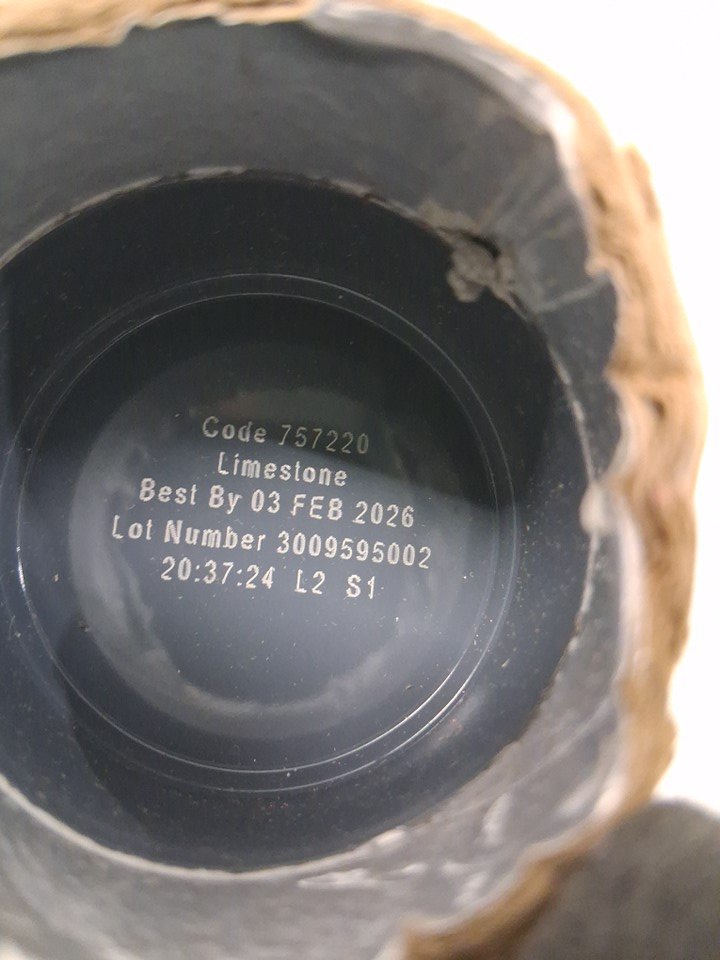 Code 757220
Limestone
Best By 03 FEB 2026
Lot Number 3009595002
20:37:24 L2 S1